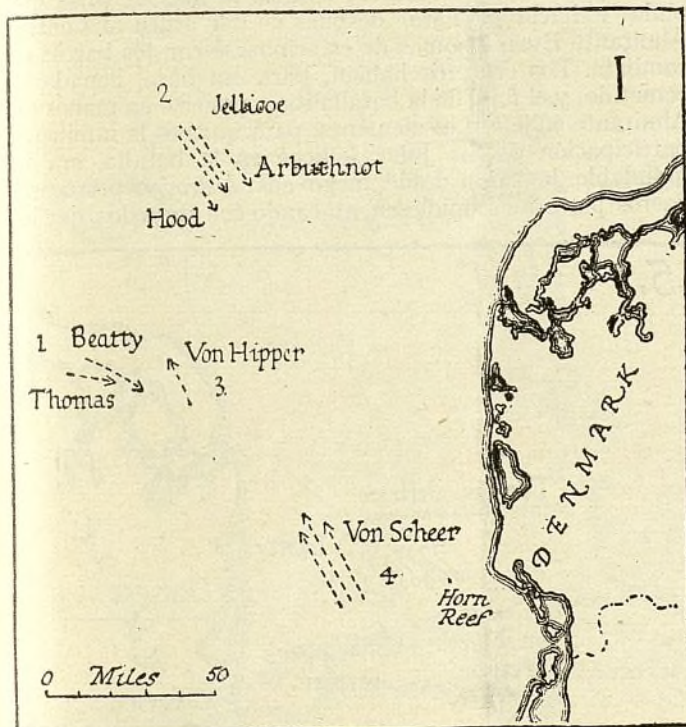 I
2
Jellicoe
Arbuthnot
Hood
1 Beatty
Von Hipper
3.
Thomas
DENMARK
Von Scheer
4
Horn
Reef
0 Miles 50